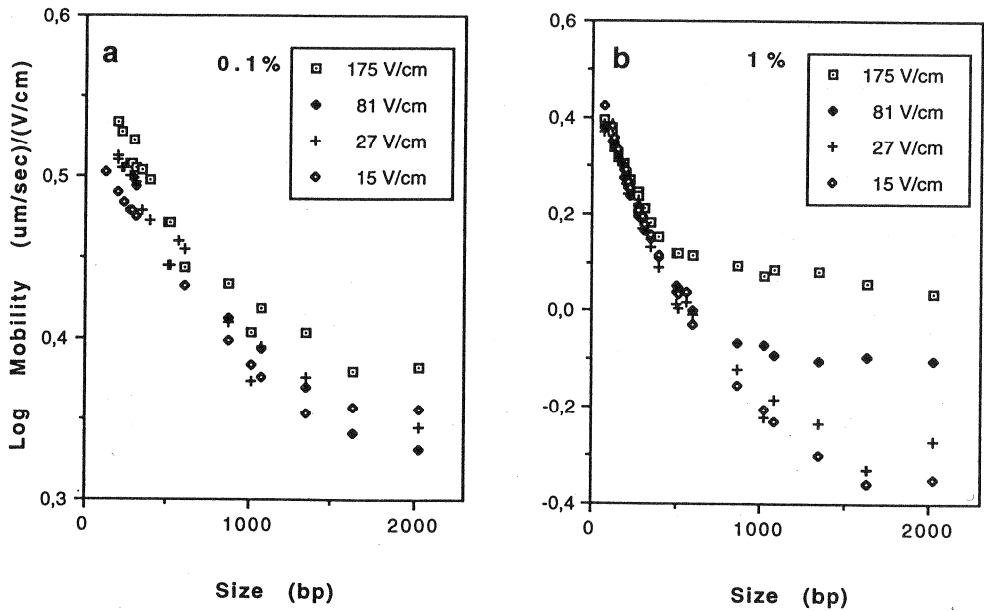 Log Mobility (um/sec)/(V/cm)
0,6
0,5
0,4
0,3
a
0.1%
175 V/cm
81 V/cm
27 V/cm
15 V/cm
0
1000
2000
Size (bp)
0,6
0,4
0,2
0,0
-0,2
-0,4
b
1%
175 V/cm
81 V/cm
27 V/cm
15 V/cm
0
1000
2000
Size (bp)